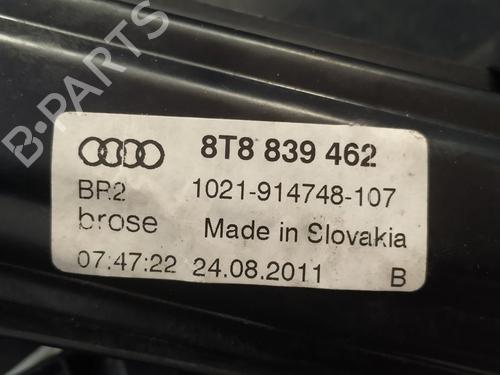 B-PARTS
8T8 839 462
BR2 1021-914748-107
brose Made in Slovakia
07:47:22 24.08.2011 B